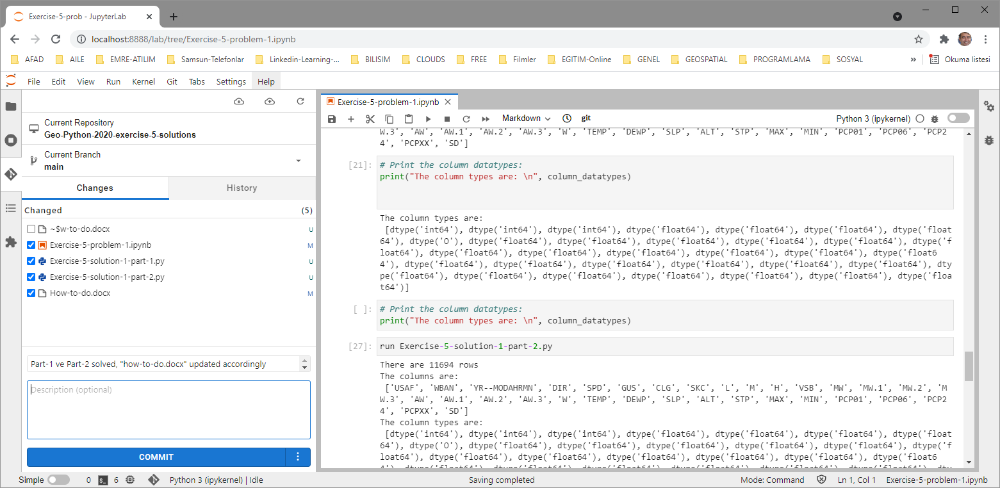 Exercise-5-prob - JupyterLab
localhost:8888/lab/tree/Exercise-5-problem-1.ipynb
AFAD AILE EMRE-ATILIM Samsun-Telefonlar Linkedin-Learning-... BILISIM CLOUDS FREE Filmler EGITIM-Online GENEL GEOSPATIAL PROGRAMLAMA SOSYAL » Okuma listesi
File Edit View Run Kernel Git Tabs Settings Help
Current Repository
Geo-Python-2020-exercise-5-solutions
Current Branch
main
Changes History
Changed (5)
~$w-to-do.docx U
Exercise-5-problem-1.ipynb M
Exercise-5-solution-1-part-1.py U
Exercise-5-solution-1-part-2.py U
How-to-do.docx M
Part-1 ve Part-2 solved, "how-to-do.docx" updated accordingly
Description (optional)
COMMIT
Exercise-5-problem-1.ipynb
Markdown git Python 3 (ipykernel)
W.3', 'AW', 'AW.1', 'AW.2', 'AW.3', 'W', 'TEMP', 'DEWP', 'SLP', 'ALT', 'STP', 'MAX', 'MIN', 'PCP01', 'PCP06', 'PCP2
4', 'PCPXX', 'SD']
[21]: # Print the column datatypes:
print("The column types are: \n", column_datatypes)
The column types are:
[dtype('int64'), dtype('int64'), dtype('int64'), dtype('float64'), dtype('float64'), dtype('float64'), dtype('float
64'), dtype('O'), dtype('float64'), dtype('float64'), dtype('float64'), dtype('float64'), dtype('float64'), dtype('f
loat64'), dtype('float64'), dtype('float64'), dtype('float64'), dtype('float64'), dtype('float64'), dtype('float6
4'), dtype('float64'), dtype('float64'), dtype('float64'), dtype('float64'), dtype('float64'), dtype('float64'), dty
pe('float64'), dtype('float64'), dtype('float64'), dtype('float64'), dtype('float64'), dtype('float64'), dtype('floa
t64')]
[ ]: # Print the column datatypes:
print("The column types are: \n", column_datatypes)
[27]: run Exercise-5-solution-1-part-2.py
There are 11694 rows
The columns are:
['USAF', 'WBAN', 'YR--MODAHRMN', 'DIR', 'SPD', 'GUS', 'CLG', 'SKC', 'L', 'M', 'H', 'VSB', 'MW', 'MW.1', 'MW.2', 'M
W.3', 'AW', 'AW.1', 'AW.2', 'AW.3', 'W', 'TEMP', 'DEWP', 'SLP', 'ALT', 'STP', 'MAX', 'MIN', 'PCP01', 'PCP06', 'PCP2
4', 'PCPXX', 'SD']
The column types are:
[dtype('int64'), dtype('int64'), dtype('int64'), dtype('float64'), dtype('float64'), dtype('float64'), dtype('float
64'), dtype('O'), dtype('float64'), dtype('float64'), dtype('float64'), dtype('float64'), dtype('float64'), dtype('f
loat64'), dtype('float64'), dtype('float64'), dtype('float64'), dtype('float64'), dtype('float64'), dtype('float6
4'), dtype('float64'), dtype('float64'), dtype('float64'), dtype('float64'), dtype('float64'), dtype('float64'), dty
Simple 0 $_ 6 Python 3 (ipykernel) | Idle Saving completed Mode: Command Ln 1, Col 1 Exercise-5-problem-1.ipynb